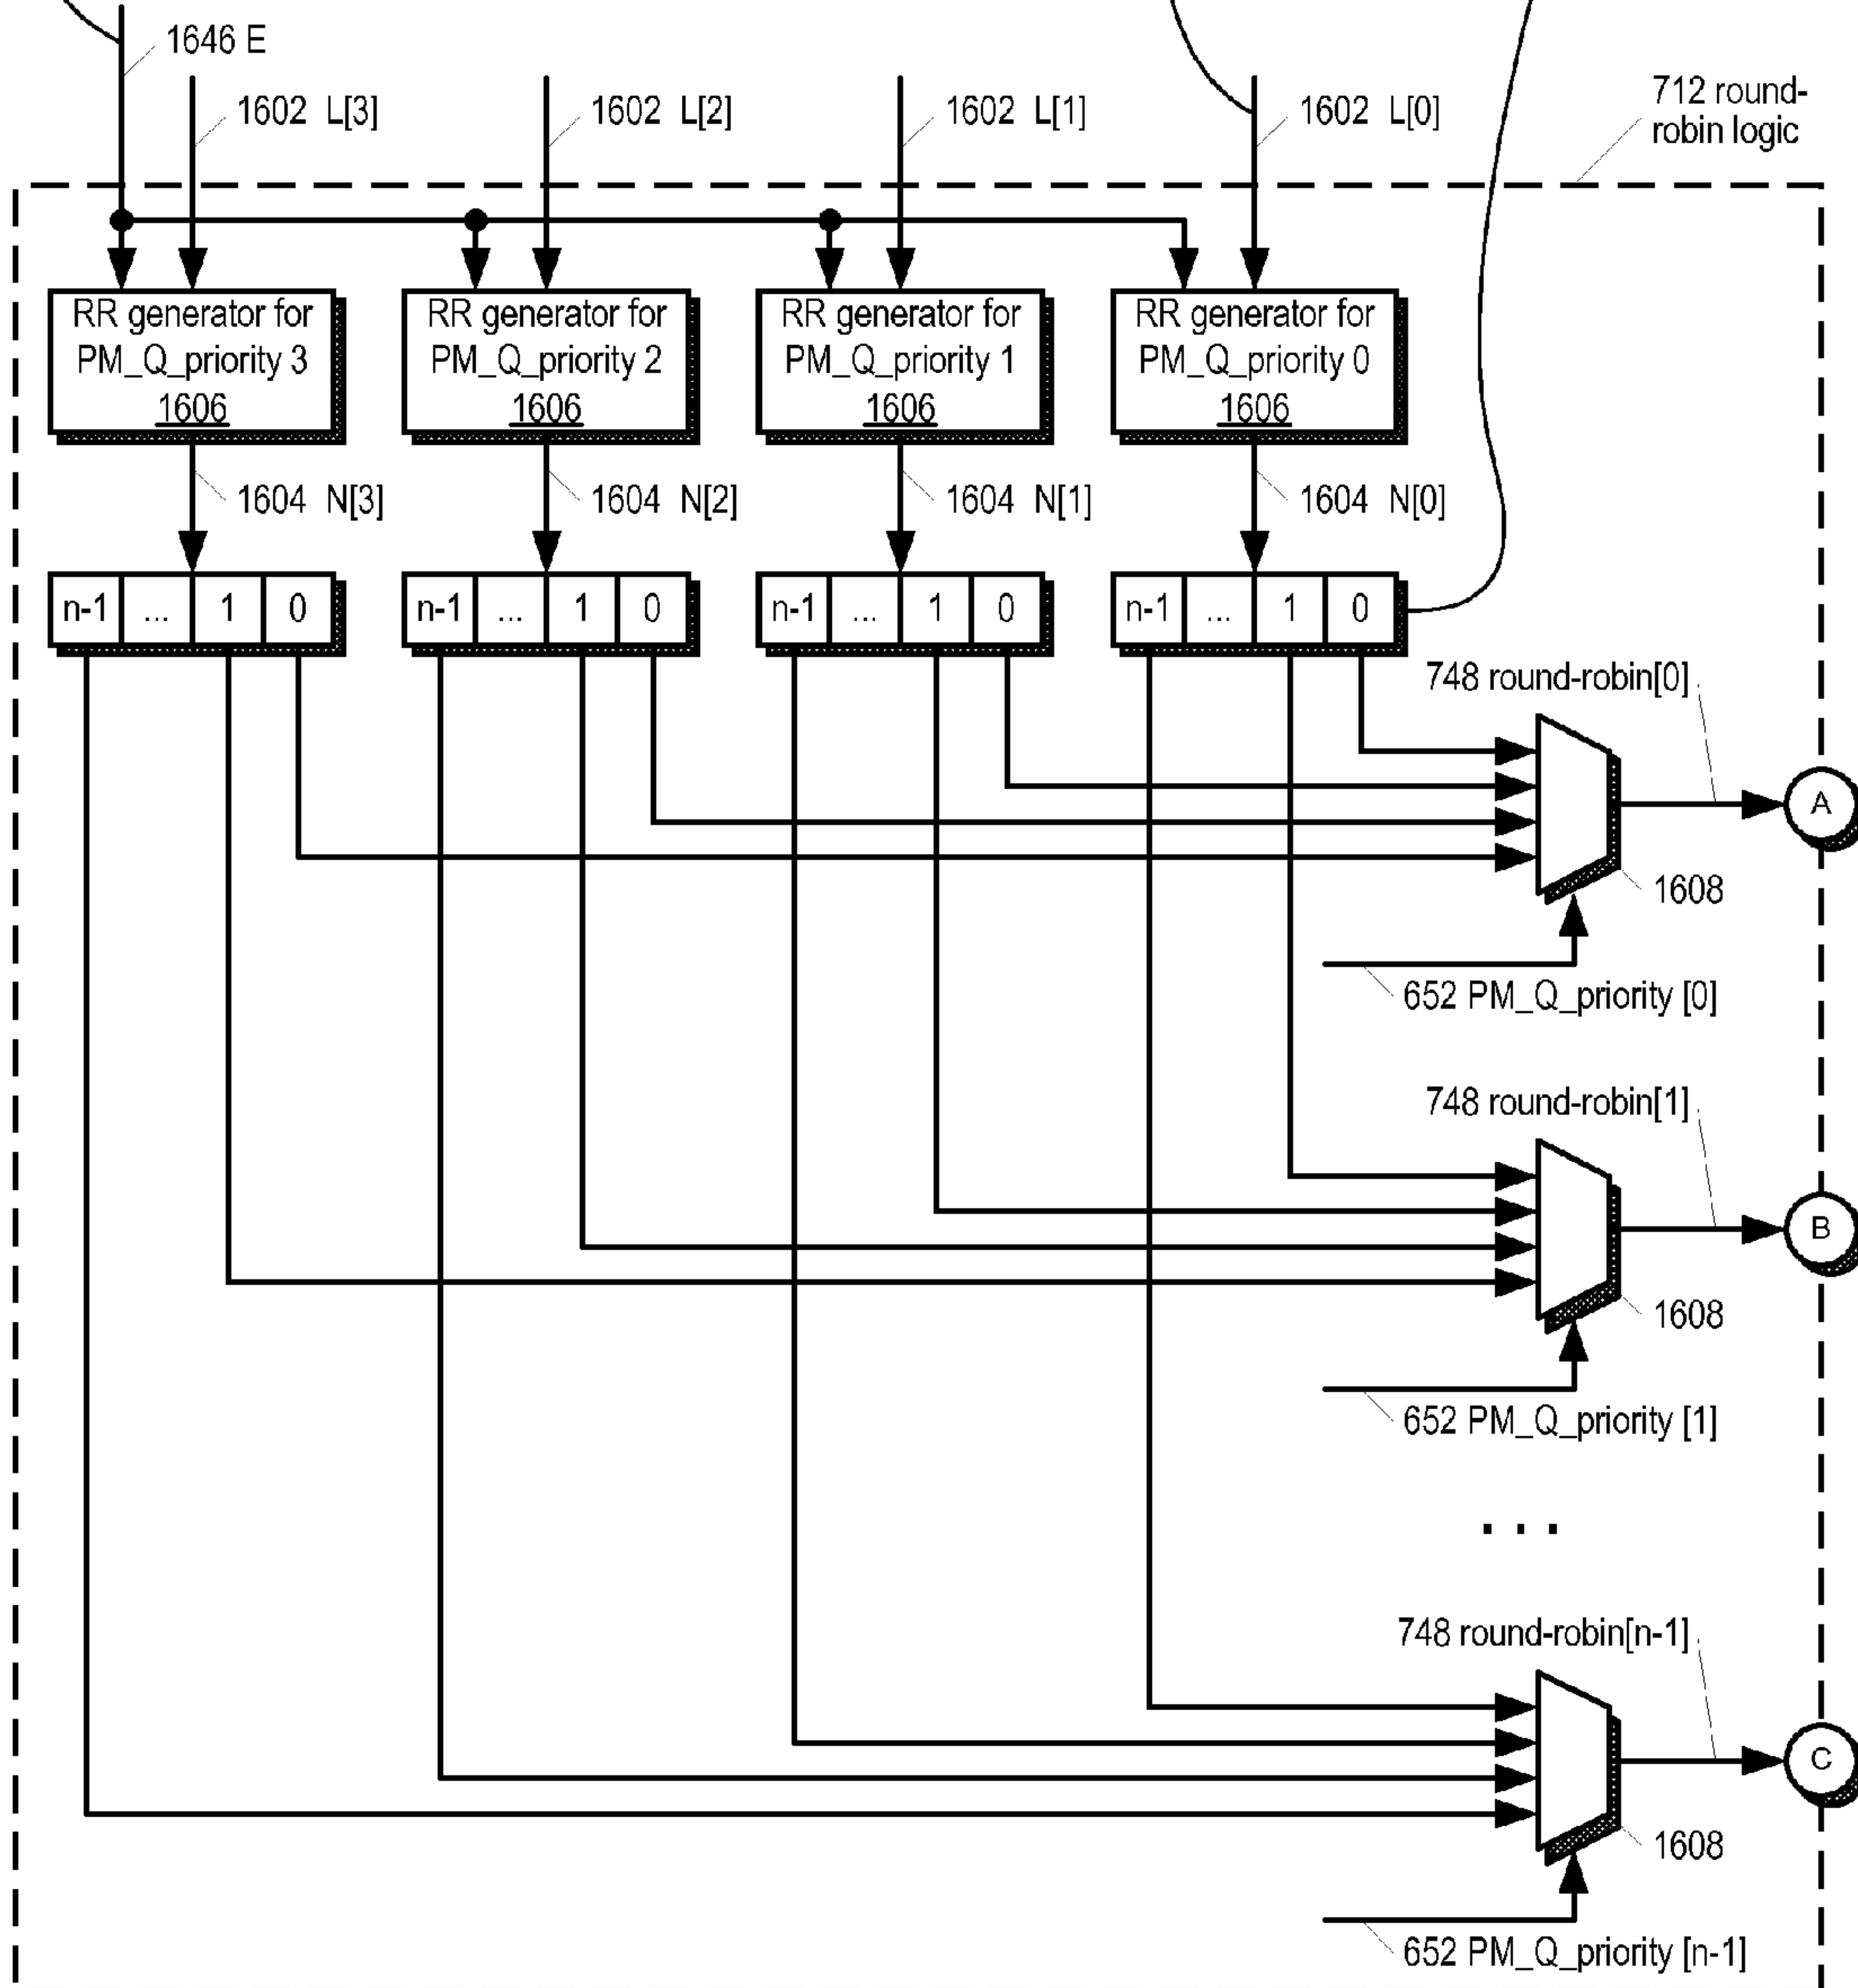 1646 E
1602 L[3]
1602 L[2]
1602 L[1]
1602 L[0]
712 round-
robin logic
RR generator for
PM_Q_priority 3
1606
RR generator for
PM_Q_priority 2
1606
RR generator for
PM_Q_priority 1
1606
RR generator for
PM_Q_priority 0
1606
1604 N[3]
1604 N[2]
1604 N[1]
1604 N[0]
n-1 ... 1 0
n-1 ... 1 0
n-1 ... 1 0
n-1 ... 1 0
748 round-robin[0]
A
1608
652 PM_Q_priority [0]
748 round-robin[1]
B
1608
652 PM_Q_priority [1]
...
748 round-robin[n-1]
C
1608
652 PM_Q_priority [n-1]